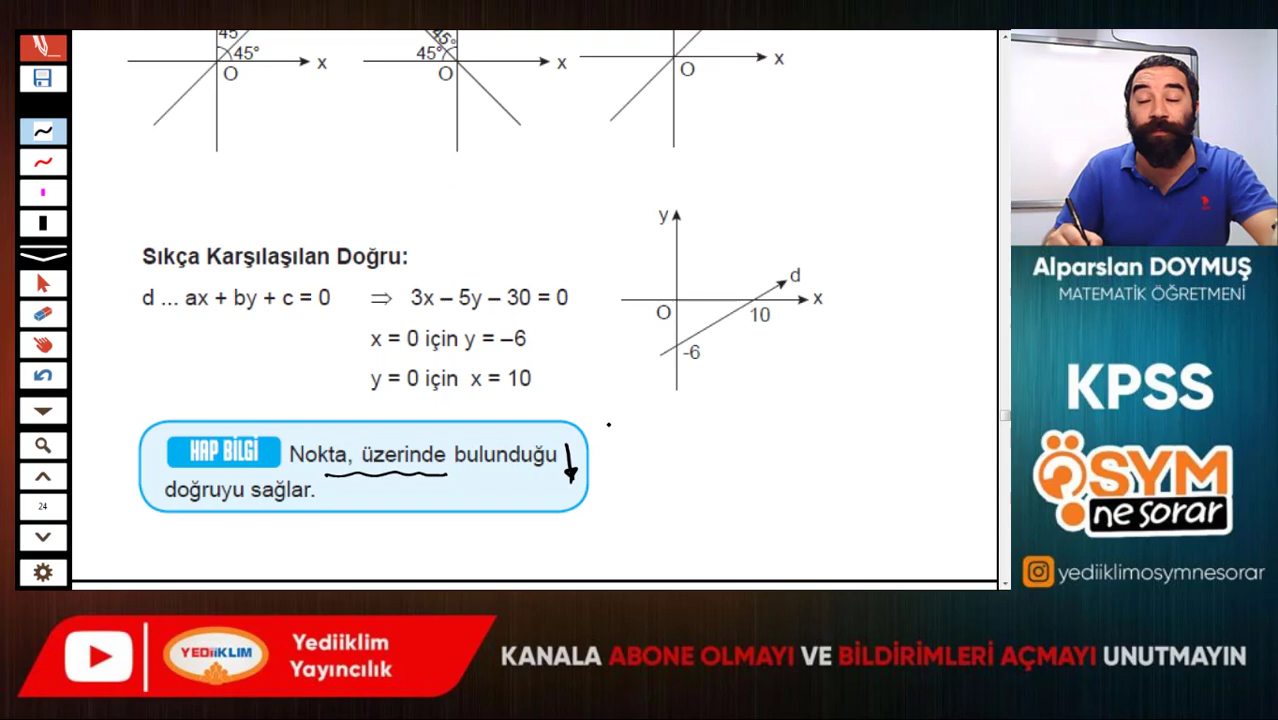 45
45°
O
x
45°
45°
O
x
O
x
y
d
x
O
10
-6
Sıkça Karşılaşılan Doğru:
d ... ax + by + c = 0 ⇒ 3x – 5y – 30 = 0
x = 0 için y = –6
y = 0 için x = 10
HAP BİLGİ Nokta, üzerinde bulunduğu
doğruyu sağlar.
24
Alparslan DOYMUŞ
MATEMATİK ÖĞRETMENİ
KPSS
ÖSYM
ne sorar
yediiklimosymnesorar
YEDİİKLİM
Yediiklim
Yayıncılık
KANALA ABONE OLMAYI VE BİLDİRİMLERİ AÇMAYI UNUTMAYIN